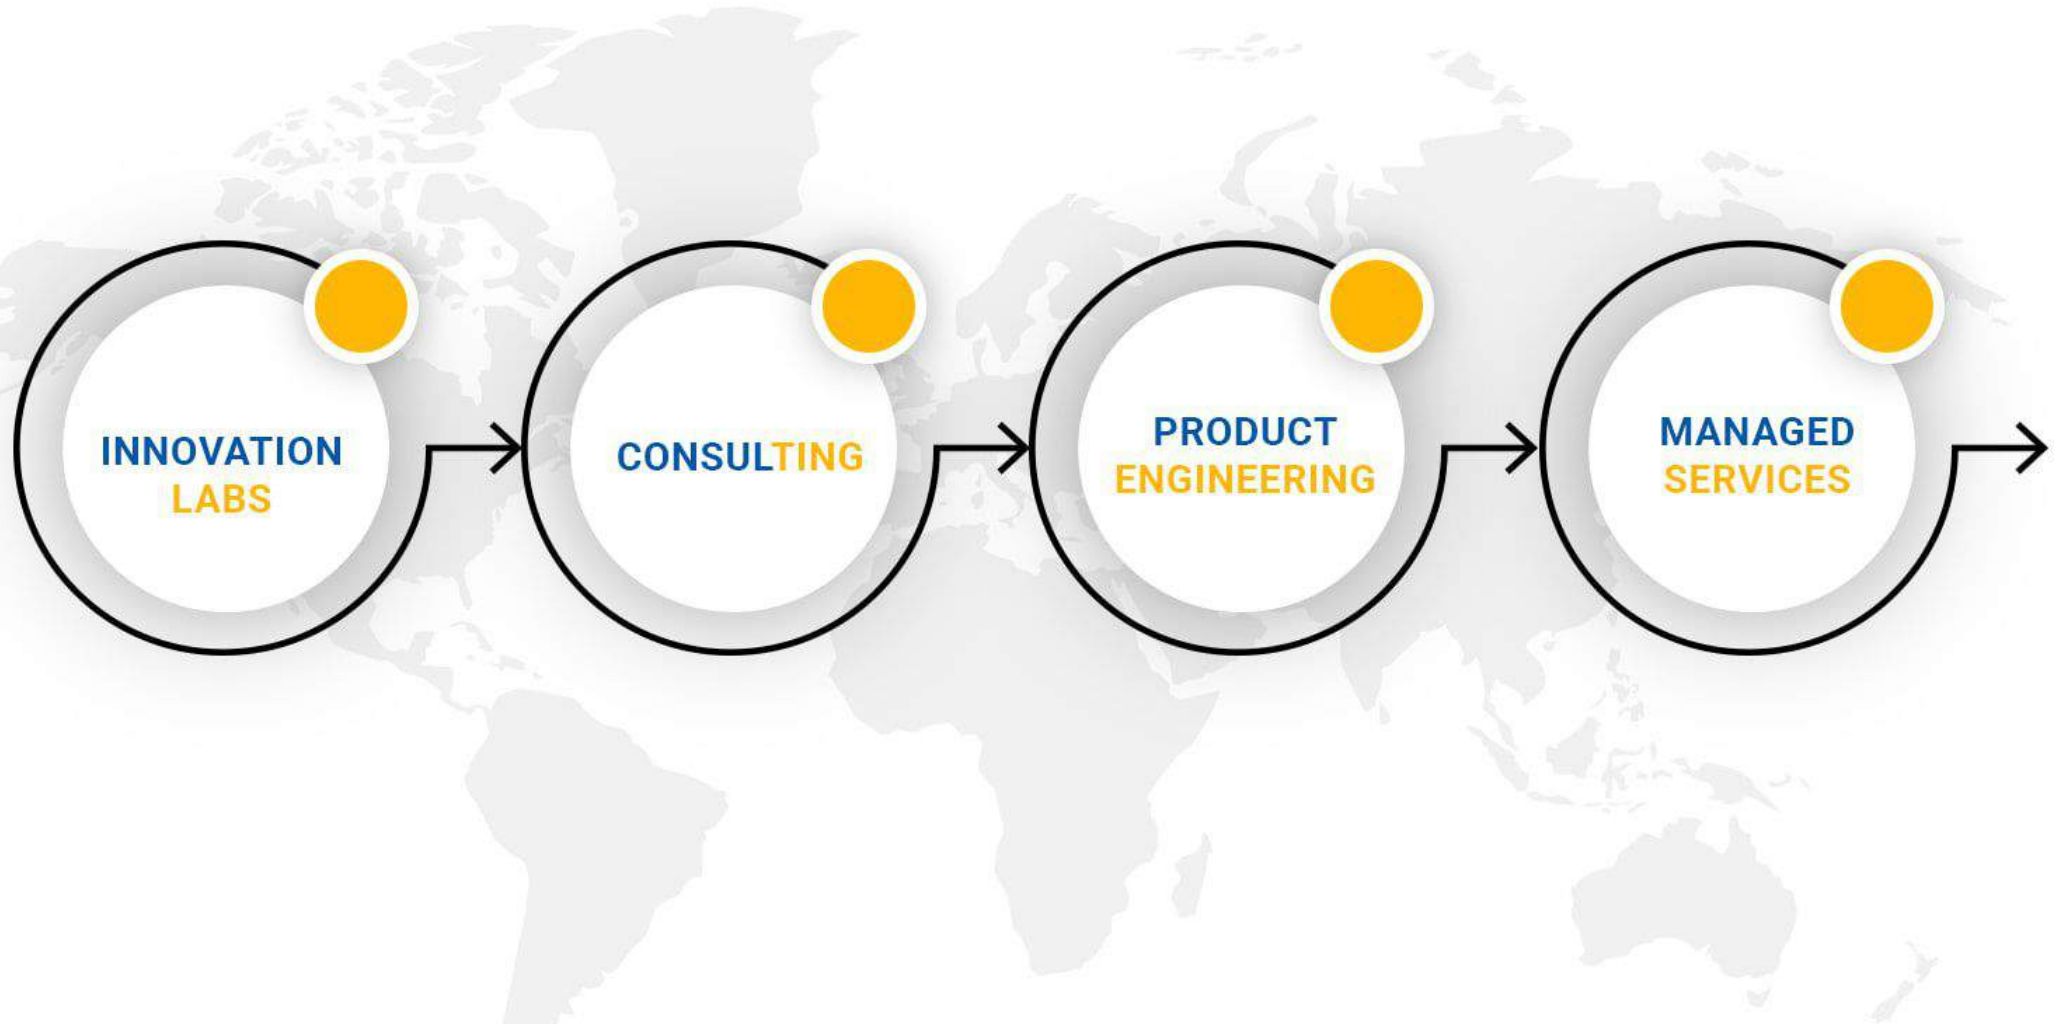 INNOVATION
LABS
CONSULTING
PRODUCT
ENGINEERING
MANAGED
SERVICES